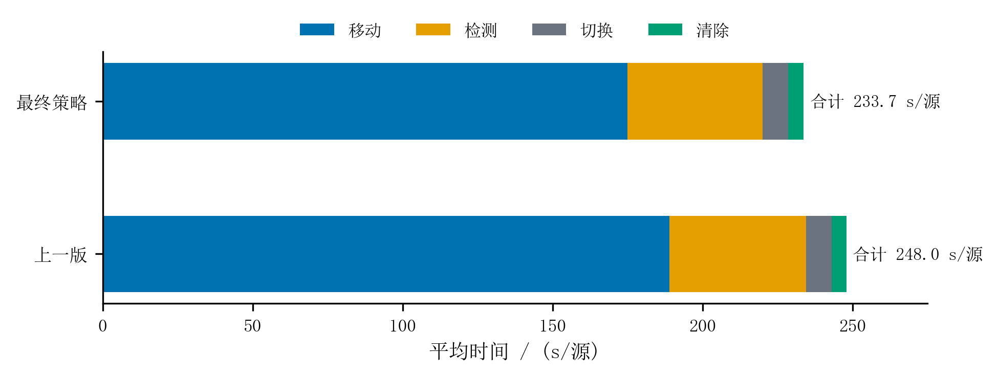 移动 检测 切换 清除
最终策略 合计 233.7 s/源
上一版 合计 248.0 s/源
0 50 100 150 200 250
平均时间 / (s/源)